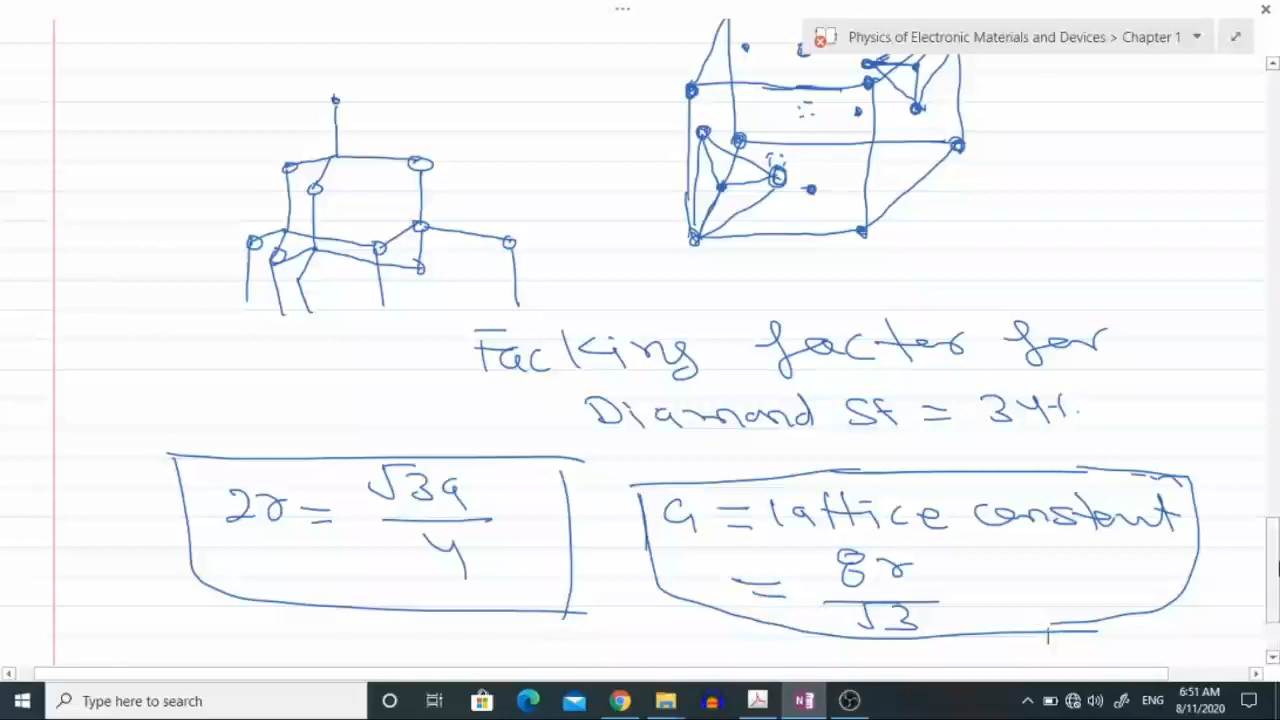 Physics of Electronic Materials and Devices > Chapter 1
Packing factor for
Diamond Sf = 34%
2r = √3a / 4
a = lattice constant
= 8r / √3
Type here to search
ENG
6:51 AM
8/11/2020